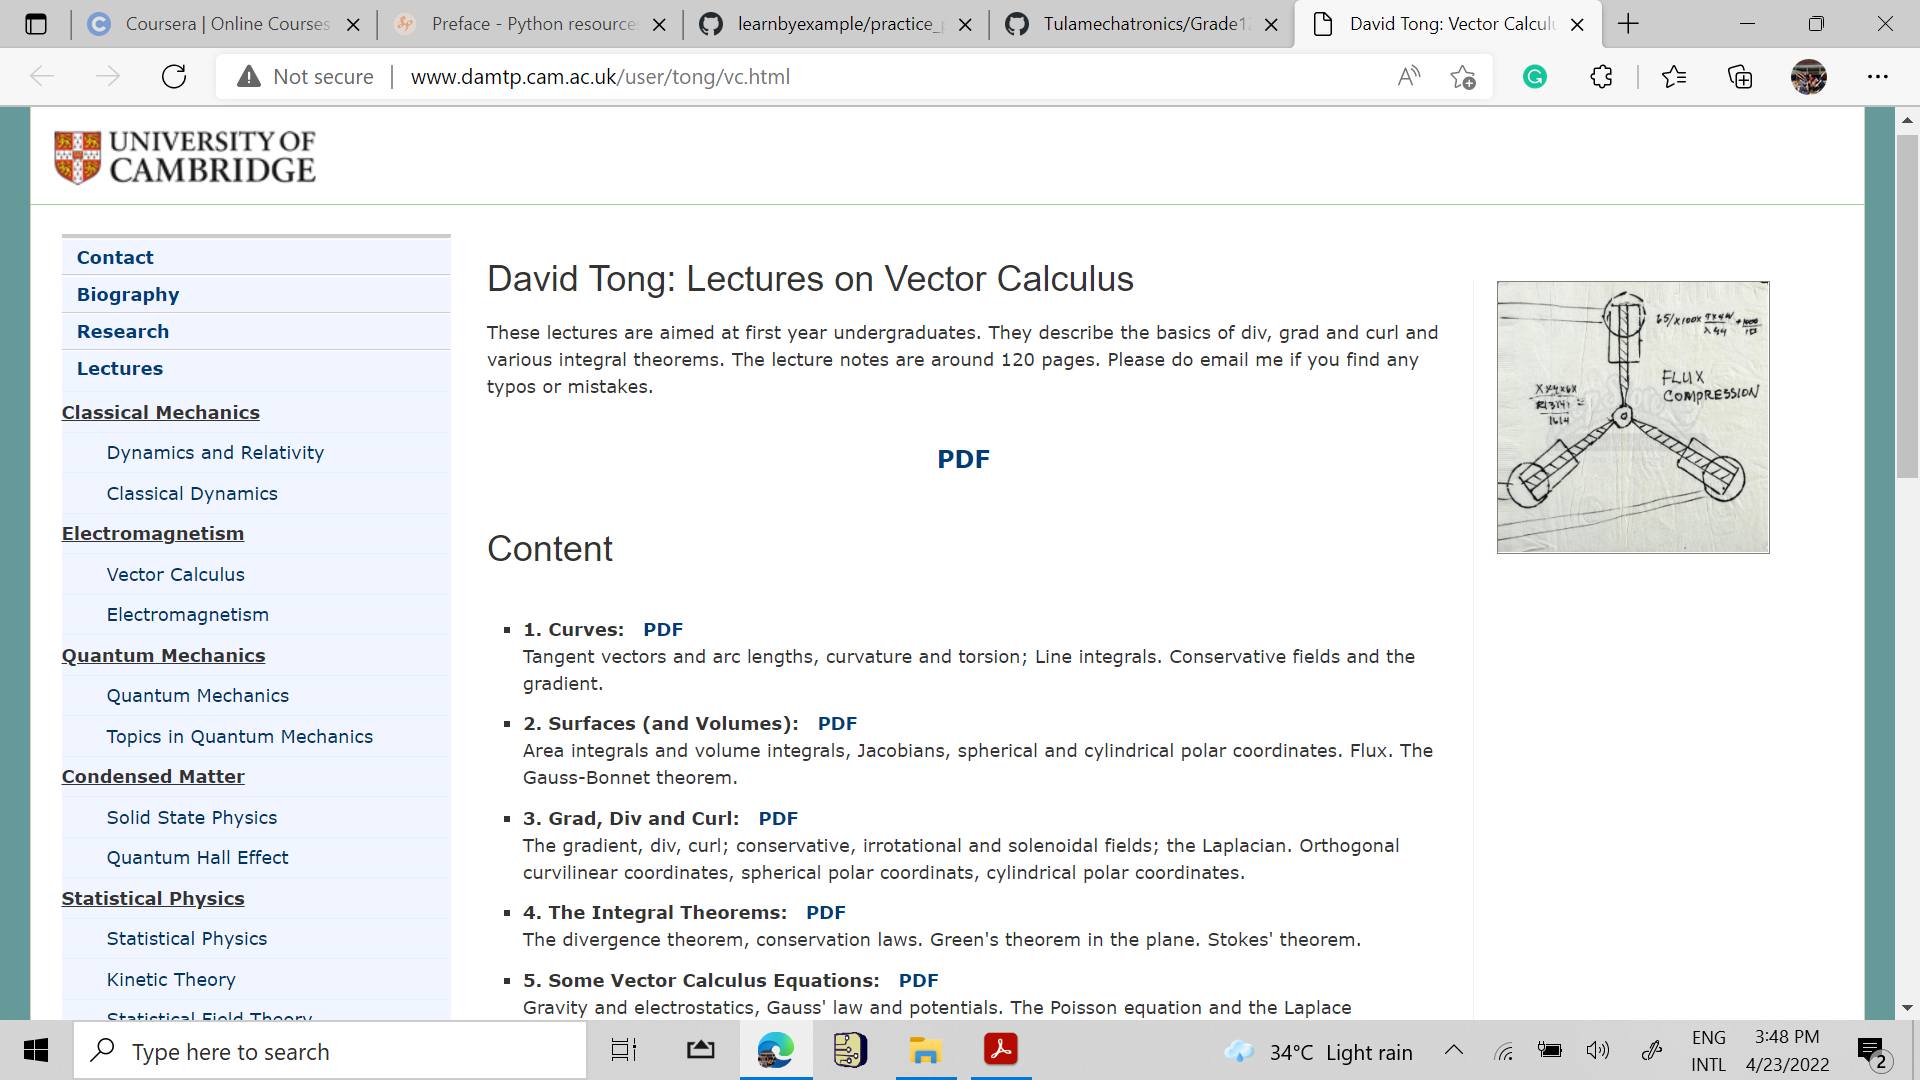 Coursera | Online Courses
Preface - Python resource
learnbyexample/practice_p
Tulamechatronics/Grade12
David Tong: Vector Calculu
Not secure
www.damtp.cam.ac.uk/user/tong/vc.html
UNIVERSITY OF
CAMBRIDGE
Contact
Biography
Research
Lectures
Classical Mechanics
Dynamics and Relativity
Classical Dynamics
Electromagnetism
Vector Calculus
Electromagnetism
Quantum Mechanics
Quantum Mechanics
Topics in Quantum Mechanics
Condensed Matter
Solid State Physics
Quantum Hall Effect
Statistical Physics
Statistical Physics
Kinetic Theory
Statistical Field Theory
David Tong: Lectures on Vector Calculus
These lectures are aimed at first year undergraduates. They describe the basics of div, grad and curl and
various integral theorems. The lecture notes are around 120 pages. Please do email me if you find any
typos or mistakes.
PDF
Content
1. Curves: PDF
Tangent vectors and arc lengths, curvature and torsion; Line integrals. Conservative fields and the
gradient.
2. Surfaces (and Volumes): PDF
Area integrals and volume integrals, Jacobians, spherical and cylindrical polar coordinates. Flux. The
Gauss-Bonnet theorem.
3. Grad, Div and Curl: PDF
The gradient, div, curl; conservative, irrotational and solenoidal fields; the Laplacian. Orthogonal
curvilinear coordinates, spherical polar coordinats, cylindrical polar coordinates.
4. The Integral Theorems: PDF
The divergence theorem, conservation laws. Green's theorem in the plane. Stokes' theorem.
5. Some Vector Calculus Equations: PDF
Gravity and electrostatics, Gauss' law and potentials. The Poisson equation and the Laplace
FLUX
COMPRESSION
Type here to search
34°C Light rain
ENG
INTL
3:48 PM
4/23/2022
2